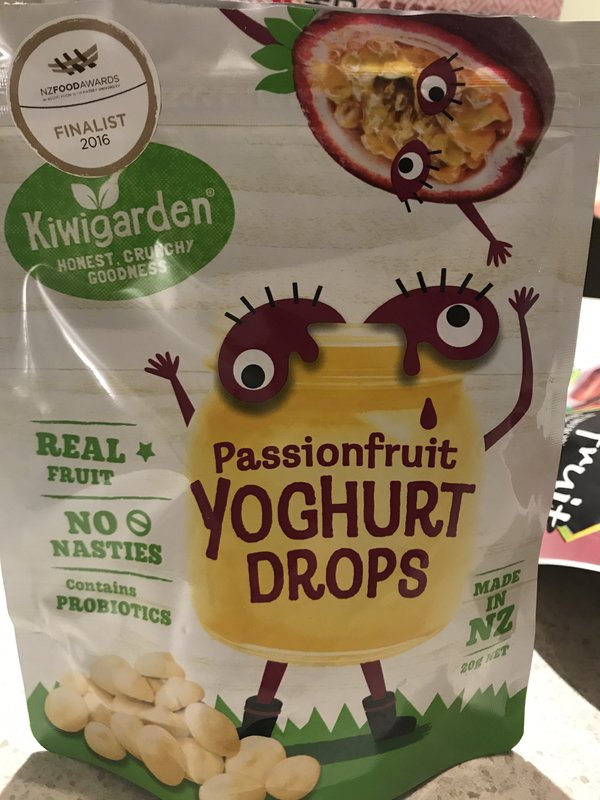 NZFOODAWARDS
FINALIST
2016
Kiwigarden®
HONEST, CRUNCHY
GOODNESS
REAL
FRUIT
NO
NASTIES
Contains
PROBIOTICS
Passionfruit
YOGHURT
DROPS
MADE
IN
NZ
20g NET
fruit